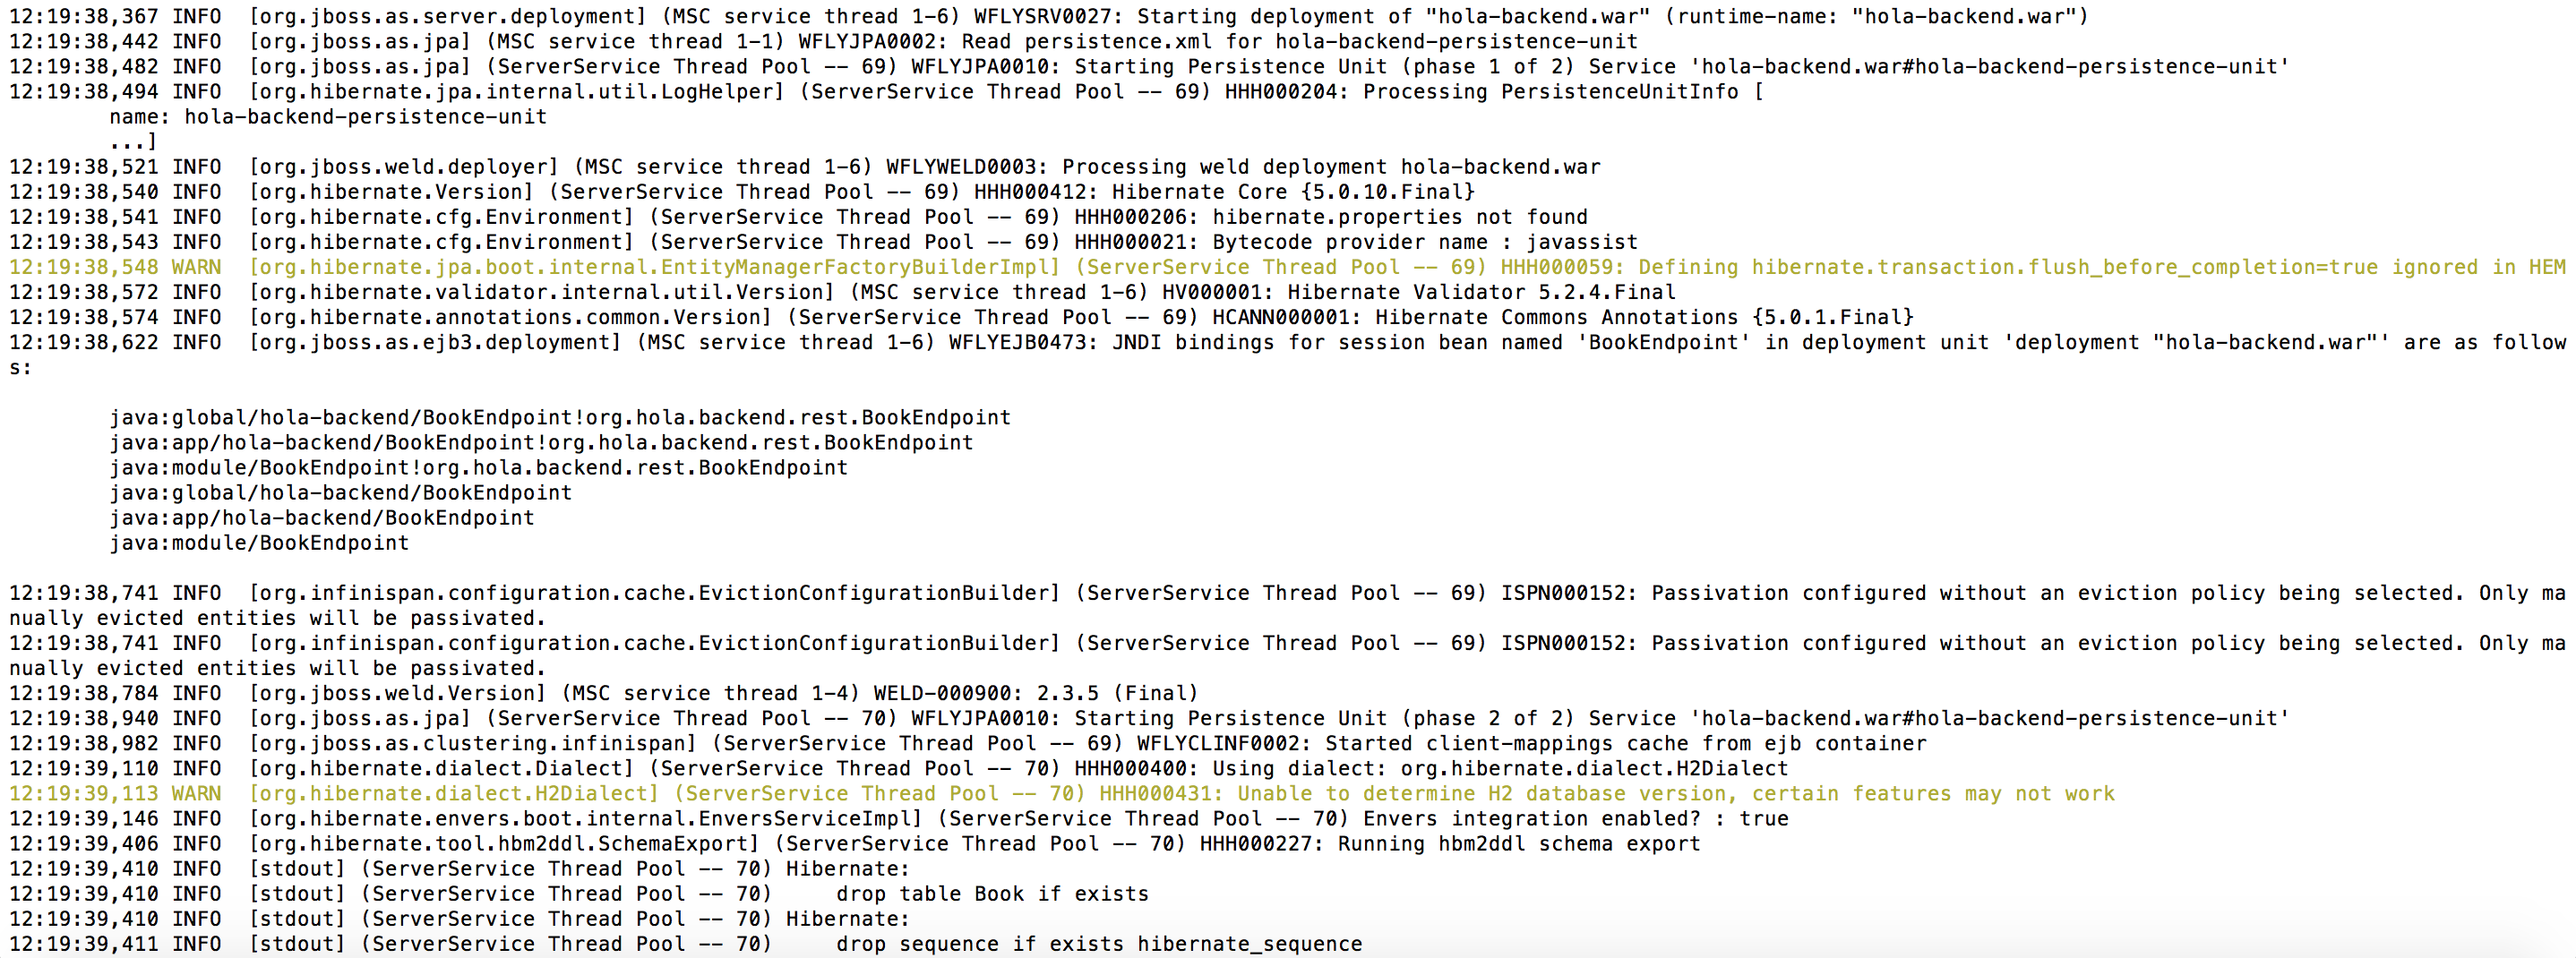 12:19:38,367 INFO  [org.jboss.as.server.deployment] (MSC service thread 1-6) WFLYSRV0027: Starting deployment of "hola-backend.war" (runtime-name: "hola-backend.war")
12:19:38,442 INFO  [org.jboss.as.jpa] (MSC service thread 1-1) WFLYJPA0002: Read persistence.xml for hola-backend-persistence-unit
12:19:38,482 INFO  [org.jboss.as.jpa] (ServerService Thread Pool -- 69) WFLYJPA0010: Starting Persistence Unit (phase 1 of 2) Service 'hola-backend.war#hola-backend-persistence-unit'
12:19:38,494 INFO  [org.hibernate.jpa.internal.util.LogHelper] (ServerService Thread Pool -- 69) HHH000204: Processing PersistenceUnitInfo [
        name: hola-backend-persistence-unit
        ...]
12:19:38,521 INFO  [org.jboss.weld.deployer] (MSC service thread 1-6) WFLYWELD0003: Processing weld deployment hola-backend.war
12:19:38,540 INFO  [org.hibernate.Version] (ServerService Thread Pool -- 69) HHH000412: Hibernate Core {5.0.10.Final}
12:19:38,541 INFO  [org.hibernate.cfg.Environment] (ServerService Thread Pool -- 69) HHH000206: hibernate.properties not found
12:19:38,543 INFO  [org.hibernate.cfg.Environment] (ServerService Thread Pool -- 69) HHH000021: Bytecode provider name : javassist
12:19:38,548 WARN  [org.hibernate.jpa.boot.internal.EntityManagerFactoryBuilderImpl] (ServerService Thread Pool -- 69) HHH000059: Defining hibernate.transaction.flush_before_completion=true ignored in HEM
12:19:38,572 INFO  [org.hibernate.validator.internal.util.Version] (MSC service thread 1-6) HV000001: Hibernate Validator 5.2.4.Final
12:19:38,574 INFO  [org.hibernate.annotations.common.Version] (ServerService Thread Pool -- 69) HCANN000001: Hibernate Commons Annotations {5.0.1.Final}
12:19:38,622 INFO  [org.jboss.as.ejb3.deployment] (MSC service thread 1-6) WFLYEJB0473: JNDI bindings for session bean named 'BookEndpoint' in deployment unit 'deployment "hola-backend.war"' are as follow
s:
        java:global/hola-backend/BookEndpoint!org.hola.backend.rest.BookEndpoint
        java:app/hola-backend/BookEndpoint!org.hola.backend.rest.BookEndpoint
        java:module/BookEndpoint!org.hola.backend.rest.BookEndpoint
        java:global/hola-backend/BookEndpoint
        java:app/hola-backend/BookEndpoint
        java:module/BookEndpoint
12:19:38,741 INFO  [org.infinispan.configuration.cache.EvictionConfigurationBuilder] (ServerService Thread Pool -- 69) ISPN000152: Passivation configured without an eviction policy being selected. Only ma
nually evicted entities will be passivated.
12:19:38,741 INFO  [org.infinispan.configuration.cache.EvictionConfigurationBuilder] (ServerService Thread Pool -- 69) ISPN000152: Passivation configured without an eviction policy being selected. Only ma
nually evicted entities will be passivated.
12:19:38,784 INFO  [org.jboss.weld.Version] (MSC service thread 1-4) WELD-000900: 2.3.5 (Final)
12:19:38,940 INFO  [org.jboss.as.jpa] (ServerService Thread Pool -- 70) WFLYJPA0010: Starting Persistence Unit (phase 2 of 2) Service 'hola-backend.war#hola-backend-persistence-unit'
12:19:38,982 INFO  [org.jboss.as.clustering.infinispan] (ServerService Thread Pool -- 69) WFLYCLINF0002: Started client-mappings cache from ejb container
12:19:39,110 INFO  [org.hibernate.dialect.Dialect] (ServerService Thread Pool -- 70) HHH000400: Using dialect: org.hibernate.dialect.H2Dialect
12:19:39,113 WARN  [org.hibernate.dialect.H2Dialect] (ServerService Thread Pool -- 70) HHH000431: Unable to determine H2 database version, certain features may not work
12:19:39,146 INFO  [org.hibernate.envers.boot.internal.EnversServiceImpl] (ServerService Thread Pool -- 70) Envers integration enabled? : true
12:19:39,406 INFO  [org.hibernate.tool.hbm2ddl.SchemaExport] (ServerService Thread Pool -- 70) HHH000227: Running hbm2ddl schema export
12:19:39,410 INFO  [stdout] (ServerService Thread Pool -- 70) Hibernate:
12:19:39,410 INFO  [stdout] (ServerService Thread Pool -- 70)     drop table Book if exists
12:19:39,410 INFO  [stdout] (ServerService Thread Pool -- 70) Hibernate:
12:19:39,411 INFO  [stdout] (ServerService Thread Pool -- 70)     drop sequence if exists hibernate_sequence